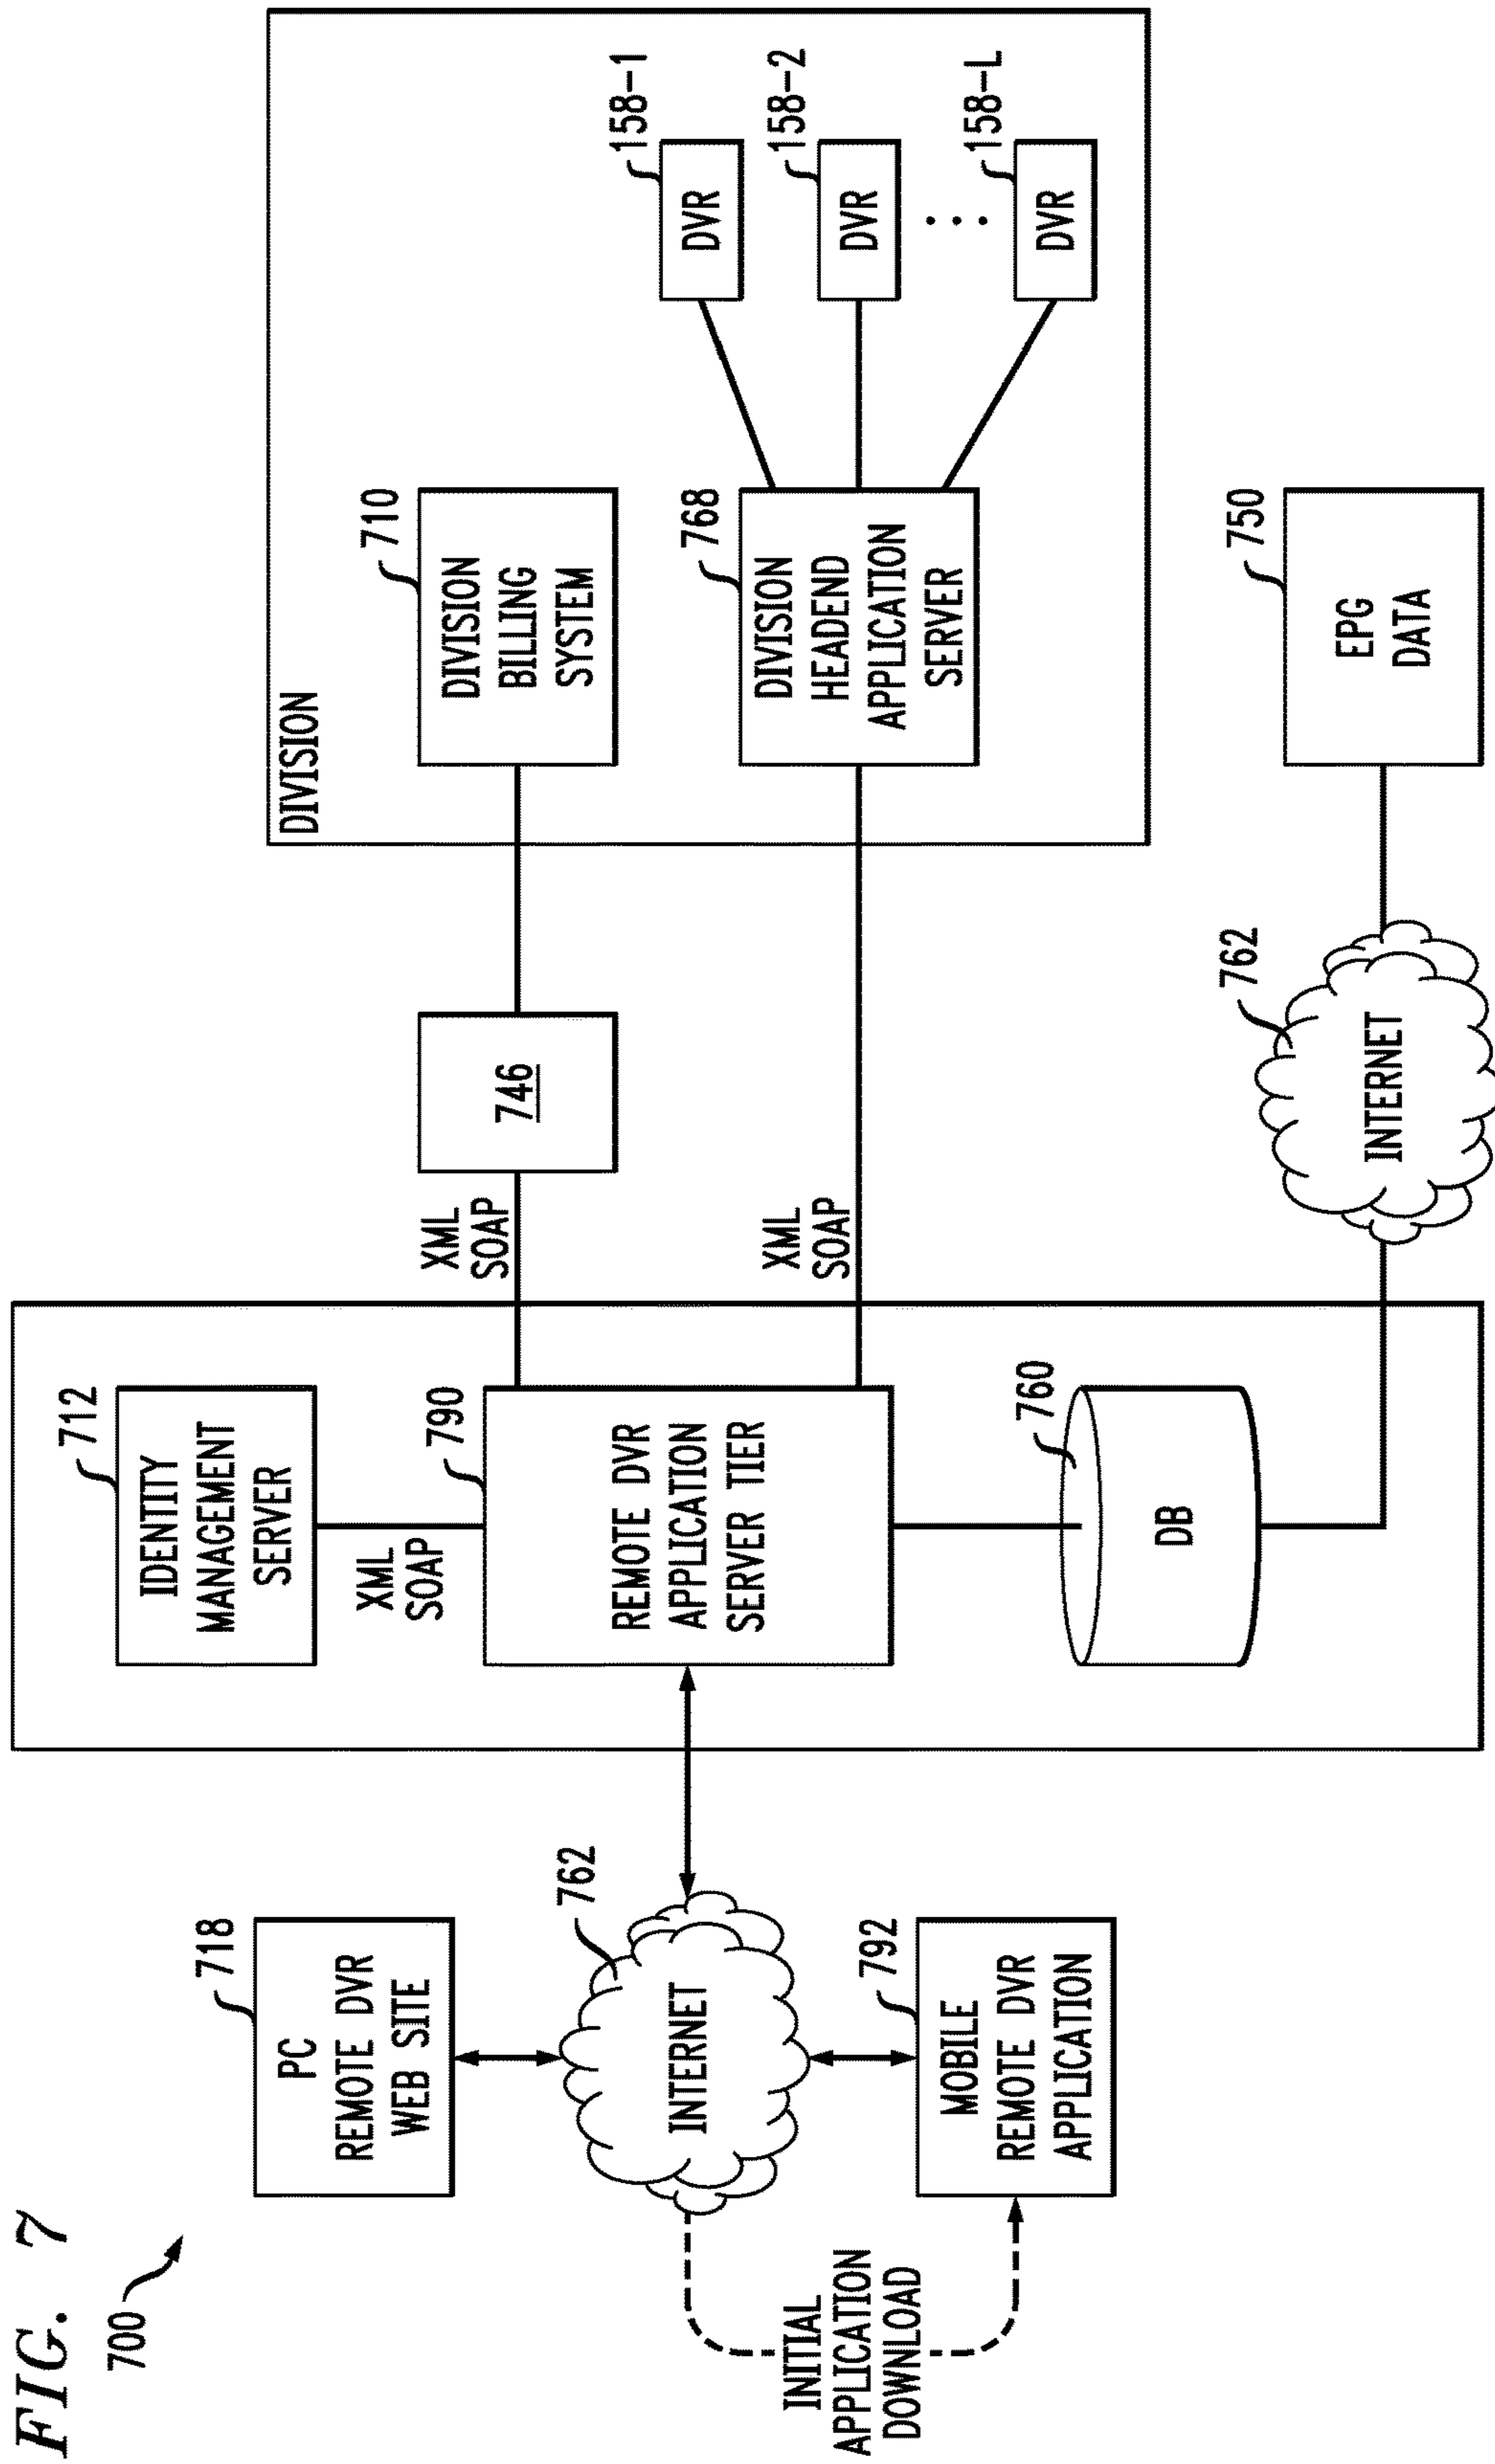 FIG. 7
700
718
PC
REMOTE DVR
WEB SITE
762
INTERNET
792
MOBILE
REMOTE DVR
APPLICATION
INITIAL
APPLICATION
DOWNLOAD
712
IDENTITY
MANAGEMENT
SERVER
XML
SOAP
790
REMOTE DVR
APPLICATION
SERVER TIER
760
DB
XML
SOAP
746
XML
SOAP
762
INTERNET
DIVISION
710
DIVISION
BILLING
SYSTEM
768
DIVISION
HEADEND
APPLICATION
SERVER
750
EPG
DATA
158-1
DVR
158-2
DVR
158-L
DVR